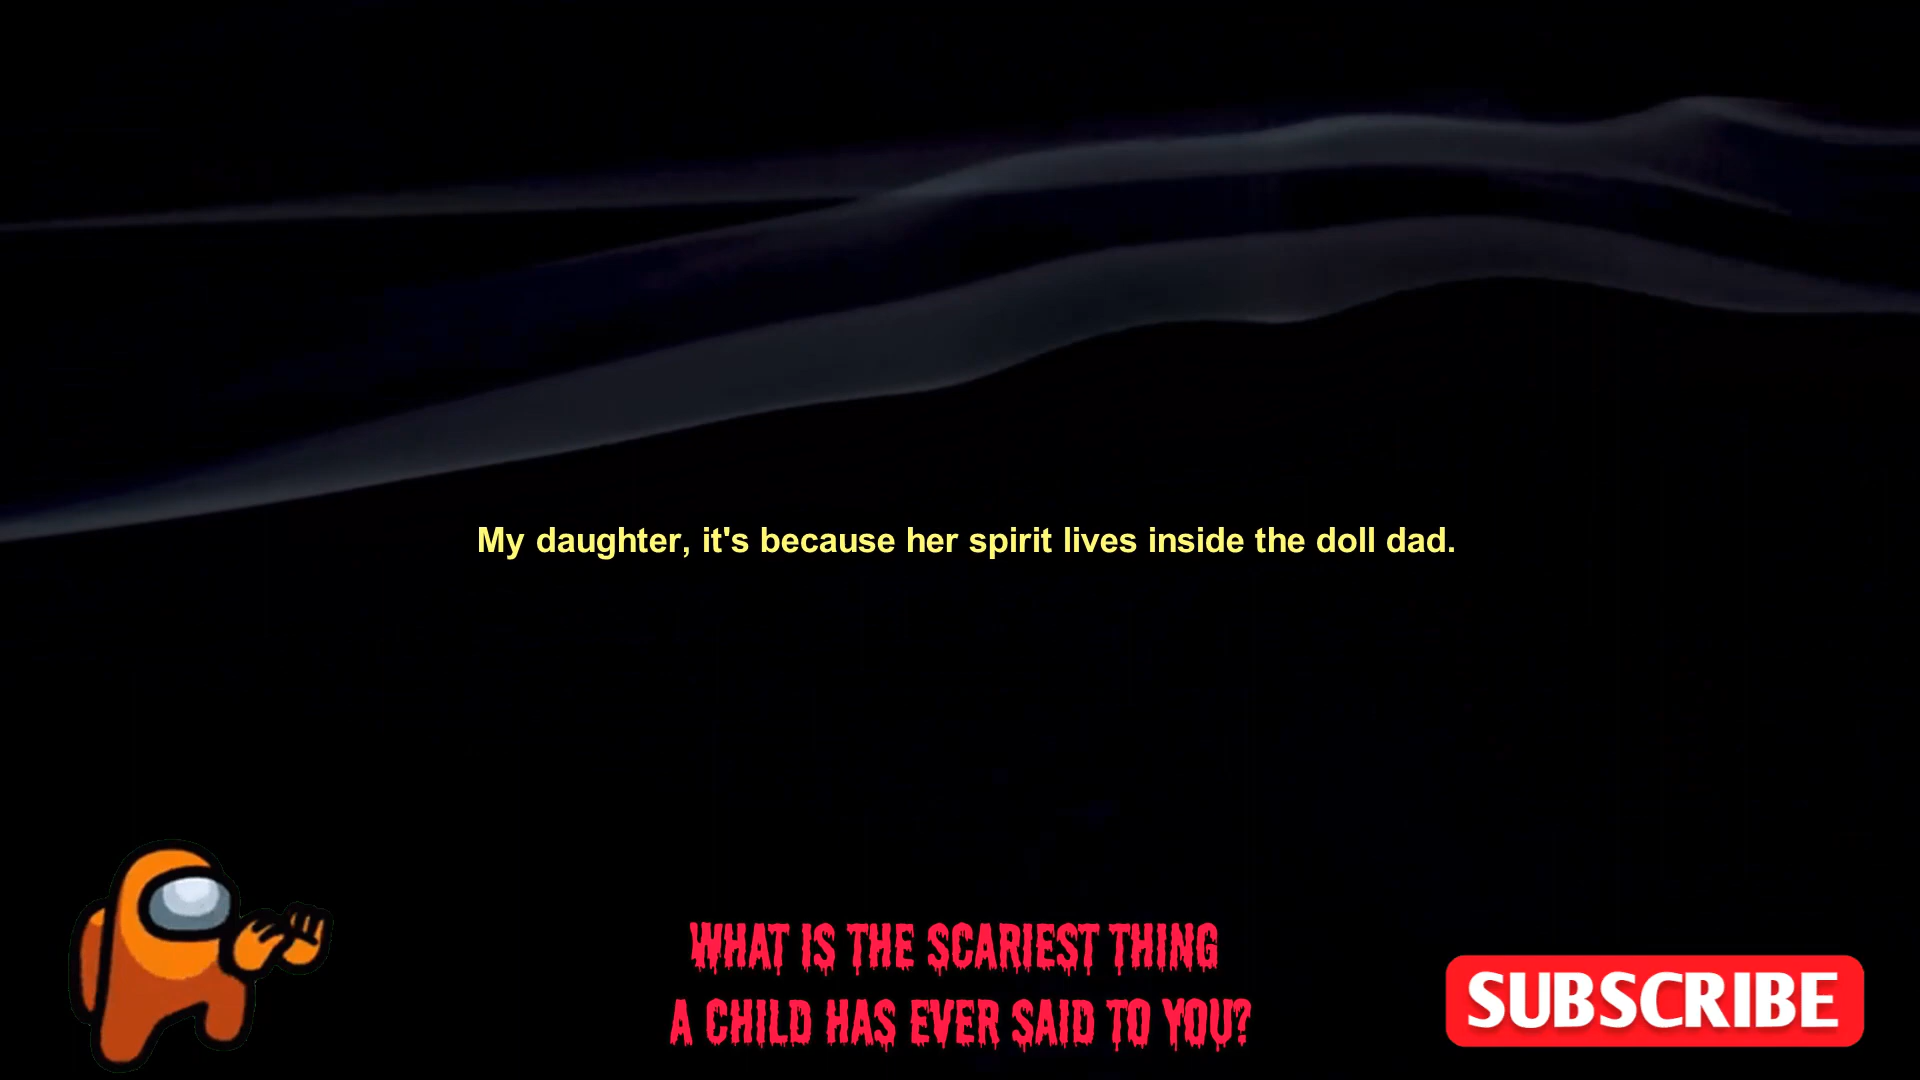 My daughter, it's because her spirit lives inside the doll dad.
WHAT IS THE SCARIEST THING
A CHILD HAS EVER SAID TO YOU?
SUBSCRIBE